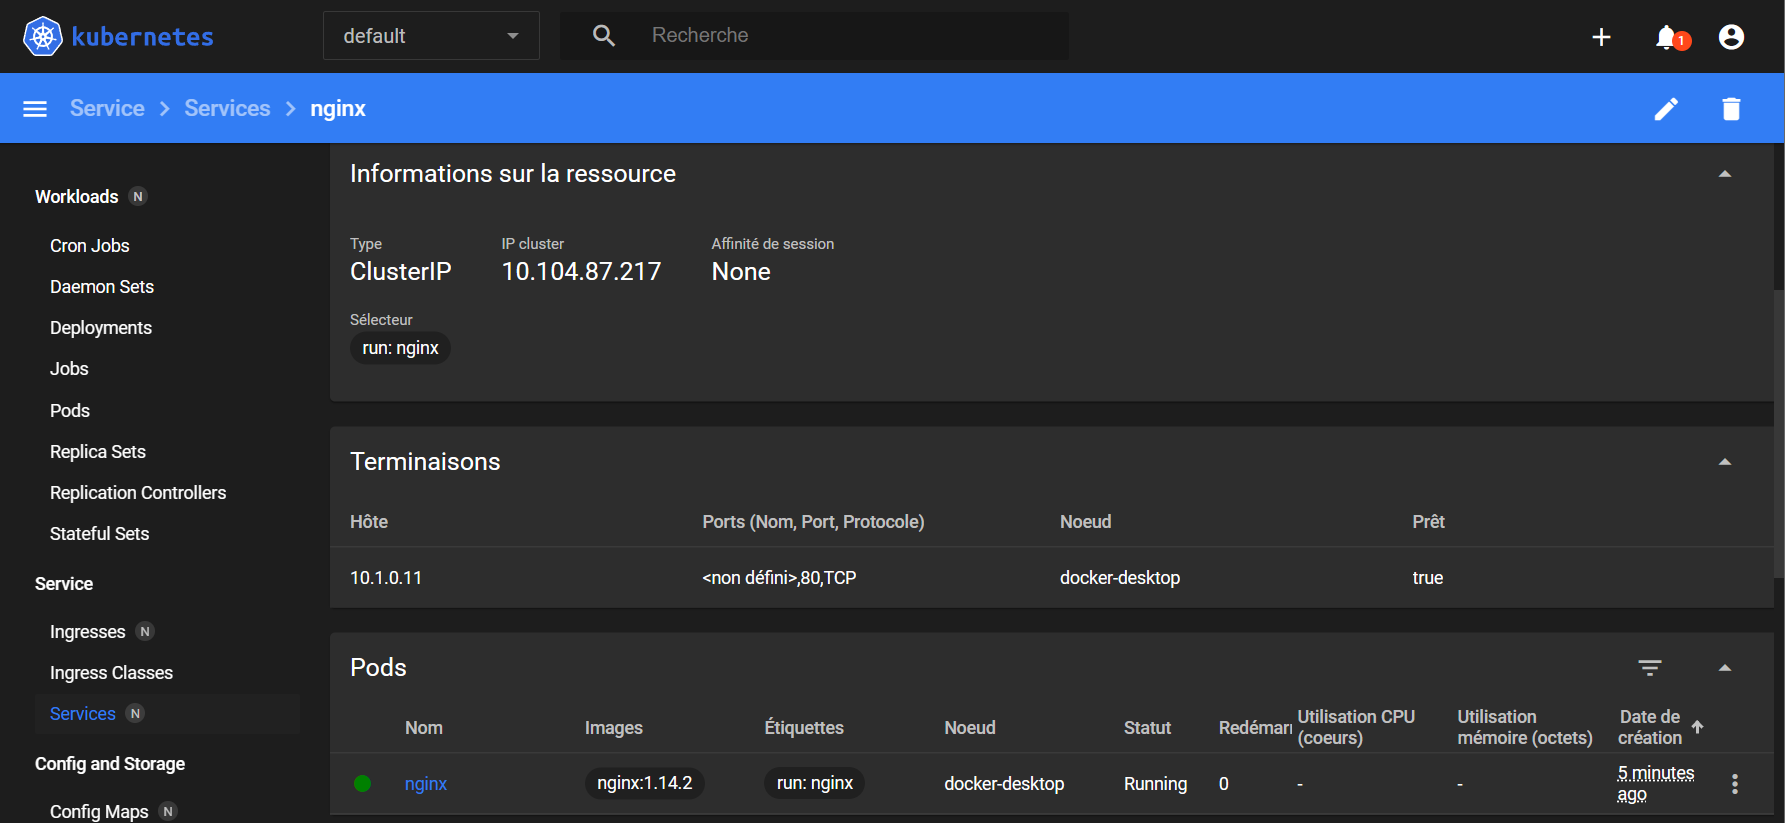 kubernetes
default
Recherche
1
Service > Services > nginx
Workloads N
Cron Jobs
Daemon Sets
Deployments
Jobs
Pods
Replica Sets
Replication Controllers
Stateful Sets
Service
Ingresses N
Ingress Classes
Services N
Config and Storage
Config Maps N
Informations sur la ressource
Type IP cluster Affinité de session
ClusterIP 10.104.87.217 None
Sélecteur
run: nginx
Terminaisons
Hôte Ports (Nom, Port, Protocole) Noeud Prêt
10.1.0.11 <non défini>,80,TCP docker-desktop true
Pods
Nom Images Étiquettes Noeud Statut Redémar Utilisation CPU (coeurs) Utilisation mémoire (octets) Date de création
nginx nginx:1.14.2 run: nginx docker-desktop Running 0 - - 5 minutes ago